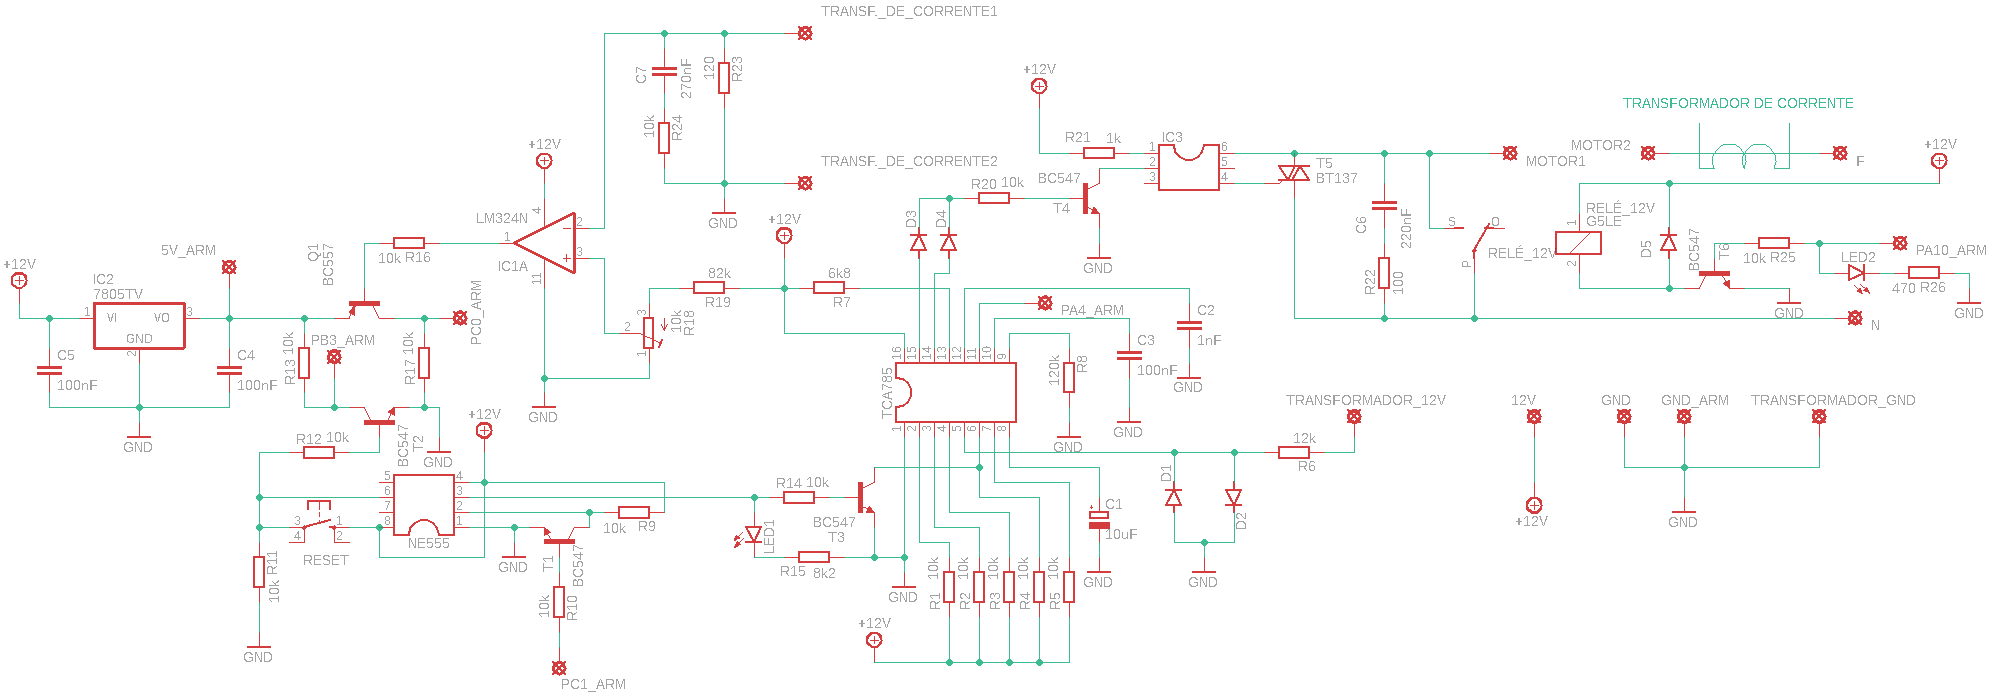 TRANSF._DE_CORRENTE1
C7
270nF
120
R23
10k
R24
TRANSF._DE_CORRENTE2
GND
+12V
LM324N
4
1
2
3
11
IC1A
GND
Q1
BC557
10k R16
5V_ARM
+12V
IC2
7805TV
1
VI
VO
3
GND
2
C5
100nF
C4
100nF
GND
PC0_ARM
PB3_ARM
R13
10k
R17
10k
BC547
T2
GND
R12 10k
+12V
5
6
7
8
4
3
2
1
NE555
3
4
1
2
RESET
R11
10k
GND
GND
10k
R9
T1
BC547
10k
R10
PC1_ARM
LED1
R14 10k
BC547
T3
R15
8k2
GND
+12V
82k
R19
6k8
R7
3
2
1
10k
R18
D3
D4
R20 10k
BC547
T4
GND
+12V
R21 1k
IC3
1
2
3
6
5
4
T5
BT137
C6
220nF
R22
100
S
O
P
RELÉ_12V
MOTOR1
TRANSFORMADOR DE CORRENTE
MOTOR2
F
+12V
RELÉ_12V
G5LE
1
2
D5
BC547
T6
10k R25
PA10_ARM
LED2
470 R26
GND
GND
N
PA4_ARM
C2
1nF
GND
C3
100nF
GND
120k
R8
GND
TCA785
16
15
14
13
12
11
10
9
1
2
3
4
5
6
7
8
C1
10uF
GND
D1
D2
GND
12k
R6
TRANSFORMADOR_12V
12V
+12V
GND
GND_ARM
TRANSFORMADOR_GND
GND
R1
10k
R2
10k
R3
10k
R4
10k
R5
10k
+12V